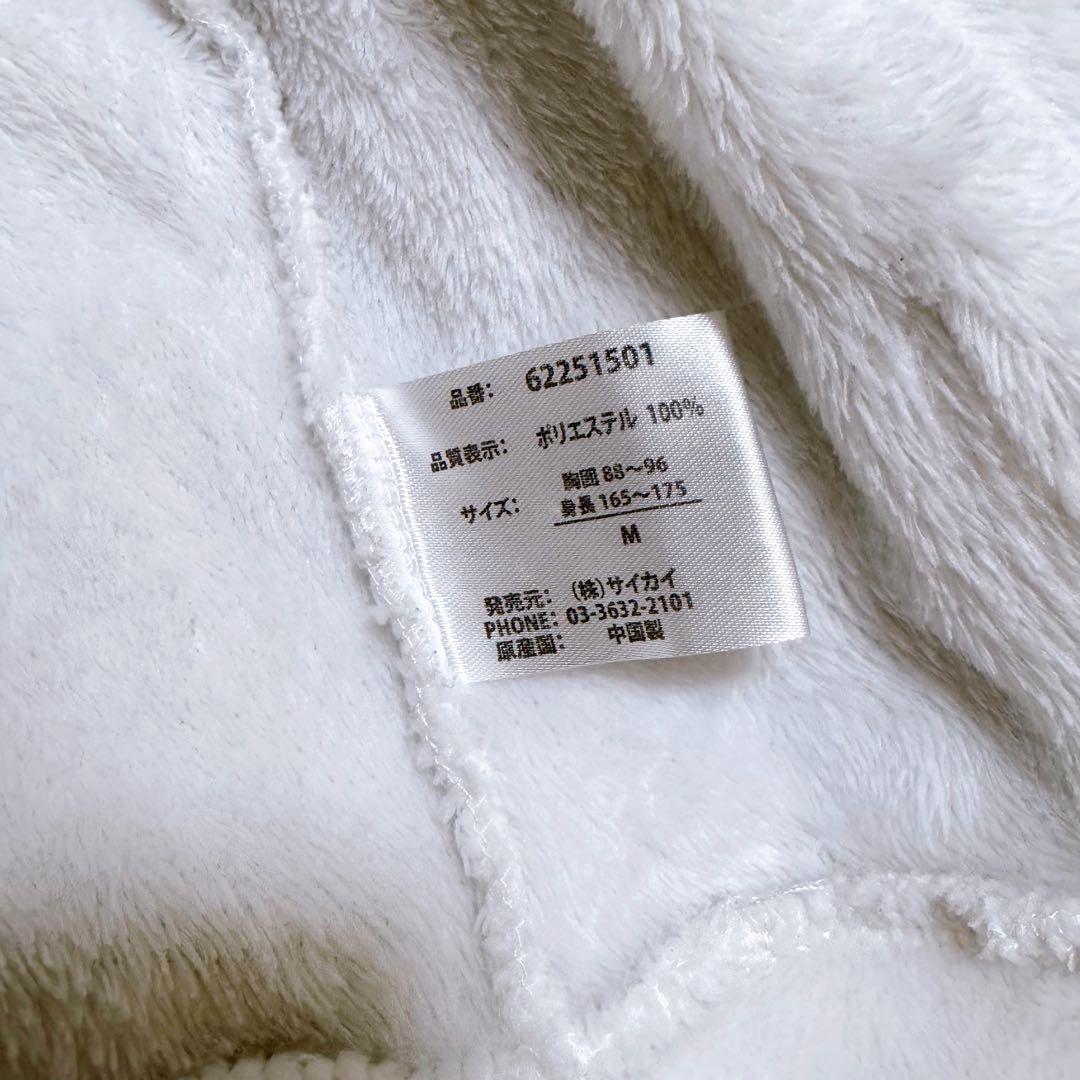 品番: 62251501
品質表示: ポリエステル 100%
胸囲 88～96
サイズ: 身長 165～175
M
発売元: (株)サイカイ
PHONE: 03-3632-2101
原産国: 中国製